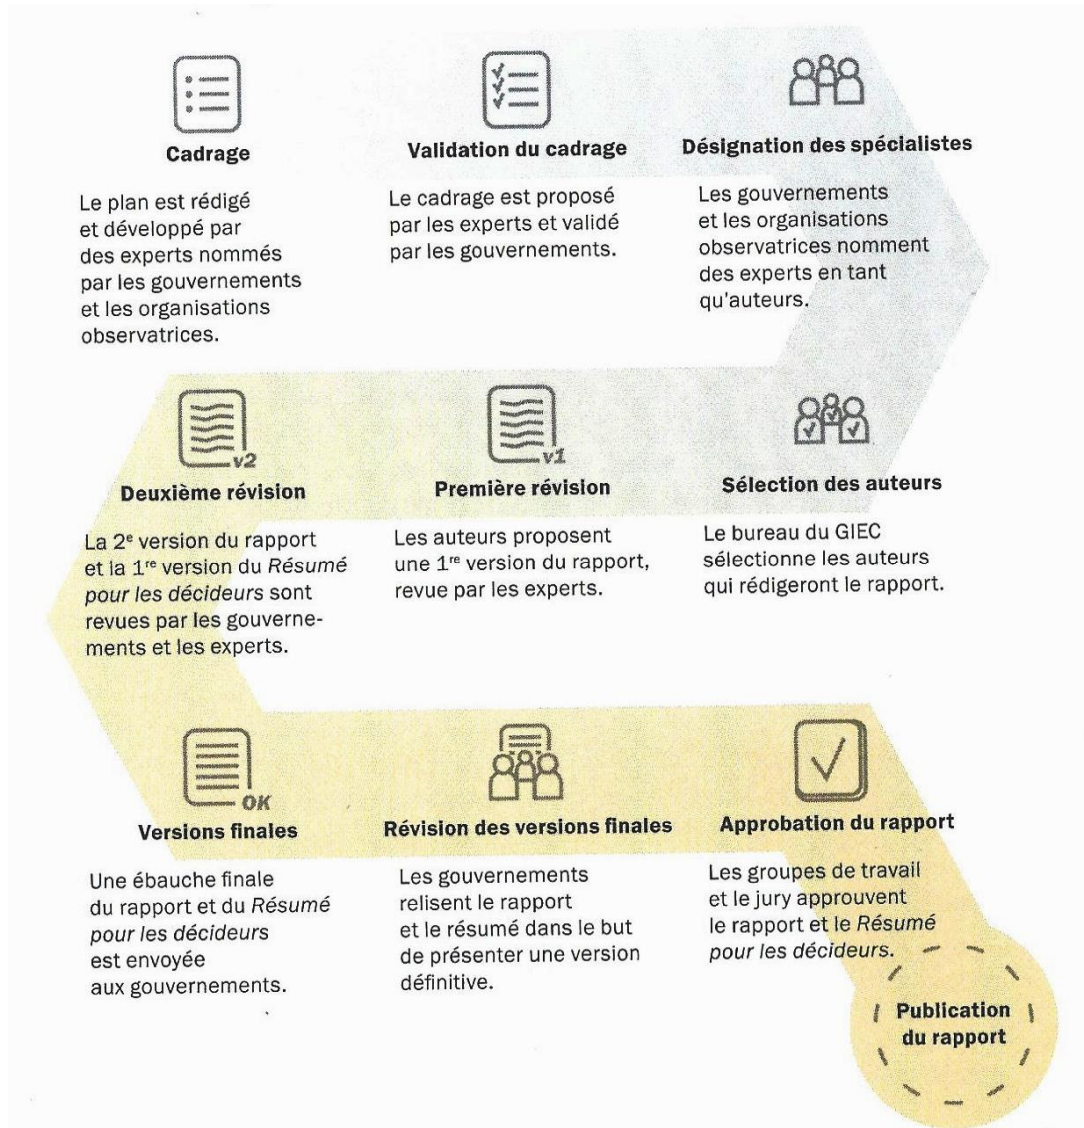 Cadrage
Le plan est rédigé
et développé par
des experts nommés
par les gouvernements
et les organisations
observatrices.
Validation du cadrage
Le cadrage est proposé
par les experts et validé
par les gouvernements.
Désignation des spécialistes
Les gouvernements
et les organisations
observatrices nomment
des experts en tant
qu'auteurs.
Sélection des auteurs
Le bureau du GIEC
sélectionne les auteurs
qui rédigeront le rapport.
v1
Première révision
Les auteurs proposent
une 1re version du rapport,
revue par les experts.
v2
Deuxième révision
La 2e version du rapport
et la 1re version du Résumé
pour les décideurs sont
revues par les gouverne-
ments et les experts.
OK
Versions finales
Une ébauche finale
du rapport et du Résumé
pour les décideurs
est envoyée
aux gouvernements.
Révision des versions finales
Les gouvernements
relisent le rapport
et le résumé dans le but
de présenter une version
définitive.
Approbation du rapport
Les groupes de travail
et le jury approuvent
le rapport et le Résumé
pour les décideurs.
Publication
du rapport